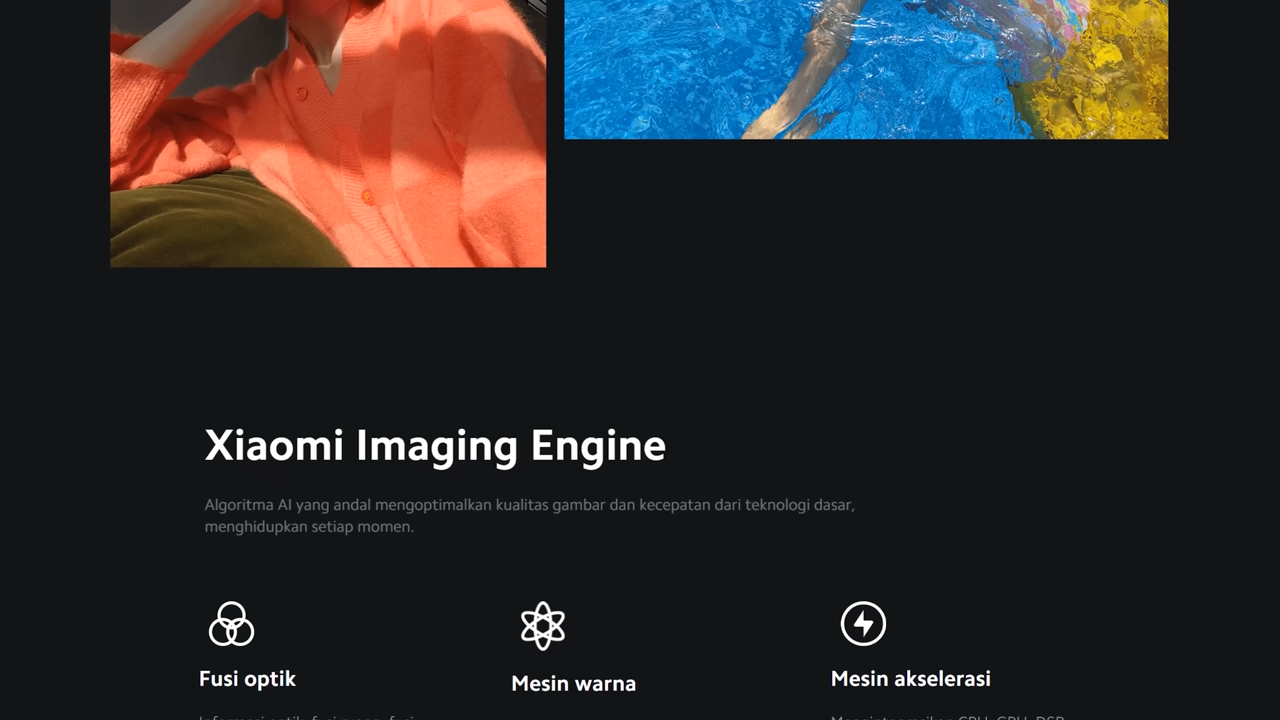 Xiaomi Imaging Engine
Algoritma AI yang andal mengoptimalkan kualitas gambar dan kecepatan dari teknologi dasar,
menghidupkan setiap momen.
Fusi optik
Mesin warna
Mesin akselerasi